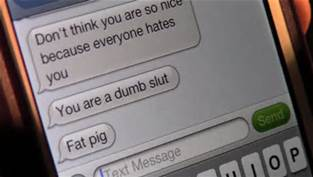 Don't think you are so nice
because everyone hates
you
You are a dumb slut
Fat pig
Text Message
Send
U I O P